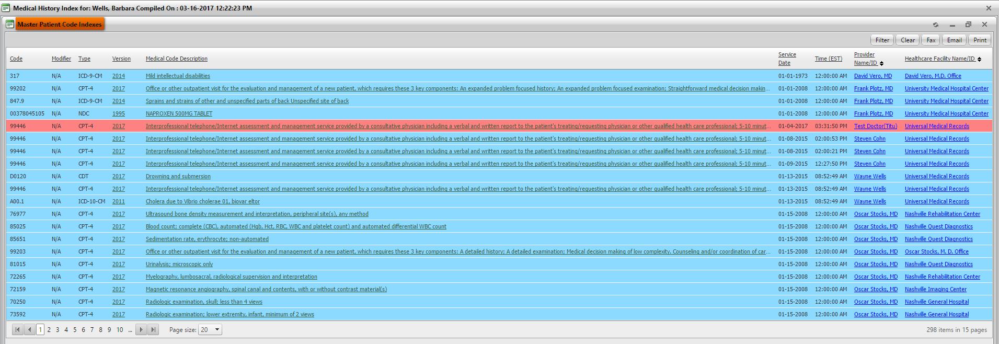 Medical History Index for: Wells, Barbara Compiled On : 03-16-2017 12:22:23 PM
Master Patient Code Indexes
Filter Clear Fax Email Print
Code Modifier Type Version Medical Code Description Service Date Time (EST) Provider Name/ID Healthcare Facility Name/ID
317 N/A ICD-9-CM 2014 Mild intellectual disabilities 01-01-1973 12:00:00 AM David Vero, MD David Vero, M.D. Office
99202 N/A CPT-4 2017 Office or other outpatient visit for the evaluation and management of a new patient, which requires these 3 key components: An expanded problem focused history; An expanded problem focused examination; Straightforward medical decision makin... 01-01-2008 12:00:00 AM Frank Plotz, MD University Medical Hospital Center
847.9 N/A ICD-9-CM 2014 Sprains and strains of other and unspecified parts of back Unspecified site of back 01-01-2008 12:00:00 AM Frank Plotz, MD University Medical Hospital Center
00378045105 N/A NDC 1995 NAPROXEN 500MG TABLET 01-01-2008 12:00:00 AM Frank Plotz, MD University Medical Hospital Center
99446 N/A CPT-4 2017 Interprofessional telephone/Internet assessment and management service provided by a consultative physician including a verbal and written report to the patient's treating/requesting physician or other qualified health care professional; 5-10 minut... 01-04-2017 03:31:50 PM Test Doctor(Titu) Universal Medical Records
99446 N/A CPT-4 2017 Interprofessional telephone/Internet assessment and management service provided by a consultative physician including a verbal and written report to the patient's treating/requesting physician or other qualified health care professional; 5-10 minut... 01-08-2015 02:00:53 PM Steven Cohn Universal Medical Records
99446 N/A CPT-4 2017 Interprofessional telephone/Internet assessment and management service provided by a consultative physician including a verbal and written report to the patient's treating/requesting physician or other qualified health care professional; 5-10 minut... 01-08-2015 02:00:21 PM Steven Cohn Universal Medical Records
99446 N/A CPT-4 2017 Interprofessional telephone/Internet assessment and management service provided by a consultative physician including a verbal and written report to the patient's treating/requesting physician or other qualified health care professional; 5-10 minut... 01-09-2015 12:27:50 PM Steven Cohn Universal Medical Records
D0120 N/A CDT 2017 Drowning and submersion 01-13-2015 08:52:49 AM Wayne Wells Universal Medical Records
99446 N/A CPT-4 2017 Interprofessional telephone/Internet assessment and management service provided by a consultative physician including a verbal and written report to the patient's treating/requesting physician or other qualified health care professional; 5-10 minut... 01-13-2015 08:52:49 AM Wayne Wells Universal Medical Records
A00.1 N/A ICD-10-CM 2011 Cholera due to Vibrio cholerae 01, biovar eltor 01-13-2015 08:52:49 AM Wayne Wells Universal Medical Records
76977 N/A CPT-4 2017 Ultrasound bone density measurement and interpretation, peripheral site(s), any method 01-15-2008 12:00:00 AM Oscar Stocks, MD Nashville Rehabilitation Center
85025 N/A CPT-4 2017 Blood count; complete (CBC), automated (Hgb, Hct, RBC, WBC and platelet count) and automated differential WBC count 01-15-2008 12:00:00 AM Oscar Stocks, MD Nashville Quest Diagnostics
85651 N/A CPT-4 2017 Sedimentation rate, erythrocyte; non-automated 01-15-2008 12:00:00 AM Oscar Stocks, MD Nashville Quest Diagnostics
99203 N/A CPT-4 2017 Office or other outpatient visit for the evaluation and management of a new patient, which requires these 3 key components: A detailed history; A detailed examination; Medical decision making of low complexity. Counseling and/or coordination of car... 01-15-2008 12:00:00 AM Oscar Stocks, MD Oscar Stocks, M. D. Office
81015 N/A CPT-4 2017 Urinalysis; microscopic only 01-15-2008 12:00:00 AM Oscar Stocks, MD Nashville Quest Diagnostics
72265 N/A CPT-4 2017 Myelography, lumbosacral, radiological supervision and interpretation 01-15-2008 12:00:00 AM Oscar Stocks, MD Nashville Rehabilitation Center
72159 N/A CPT-4 2017 Magnetic resonance angiography, spinal canal and contents, with or without contrast material(s) 01-15-2008 12:00:00 AM Oscar Stocks, MD Nashville Imaging Center
70250 N/A CPT-4 2017 Radiologic examination, skull; less than 4 views 01-15-2008 12:00:00 AM Oscar Stocks, MD Nashville General Hospital
73592 N/A CPT-4 2017 Radiologic examination; lower extremity, infant, minimum of 2 views 01-15-2008 12:00:00 AM Oscar Stocks, MD Nashville General Hospital
1 2 3 4 5 6 7 8 9 10 ... Page size: 20 298 items in 15 pages